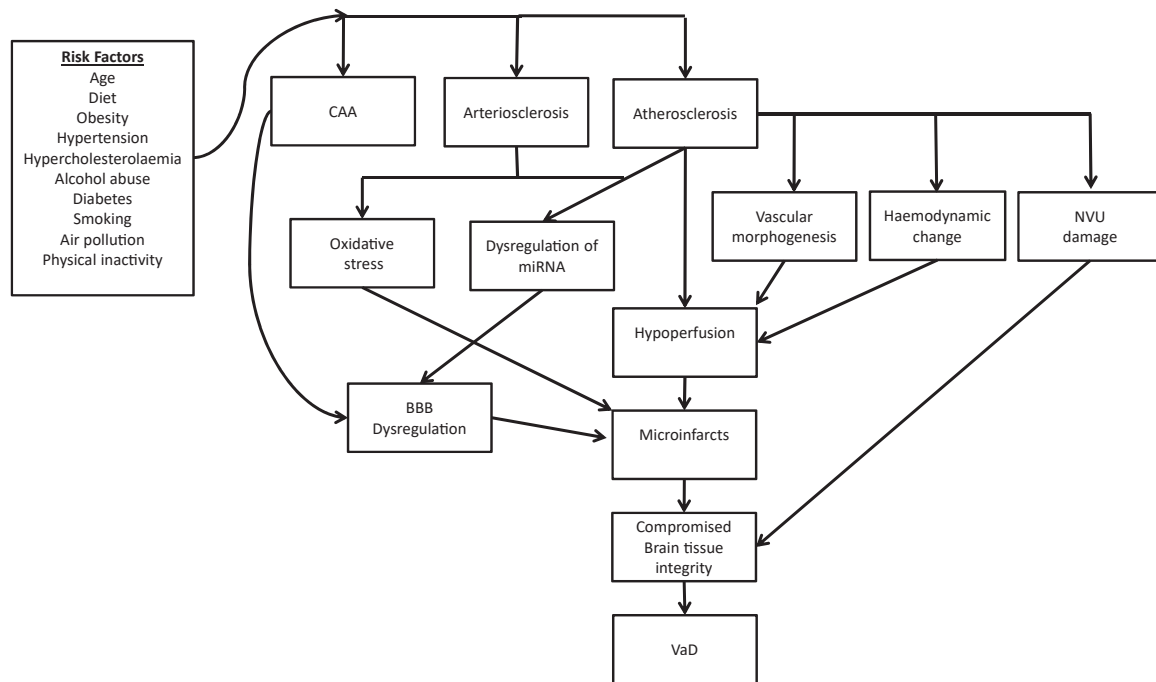 Risk Factors
Age
Diet
Obesity
Hypertension
Hypercholesterolaemia
Alcohol abuse
Diabetes
Smoking
Air pollution
Physical inactivity
CAA
Arteriosclerosis
Atherosclerosis
Oxidative
stress
Dysregulation of
miRNA
Vascular
morphogenesis
Haemodynamic
change
NVU
damage
Hypoperfusion
BBB
Dysregulation
Microinfarcts
Compromised
Brain tissue
integrity
VaD